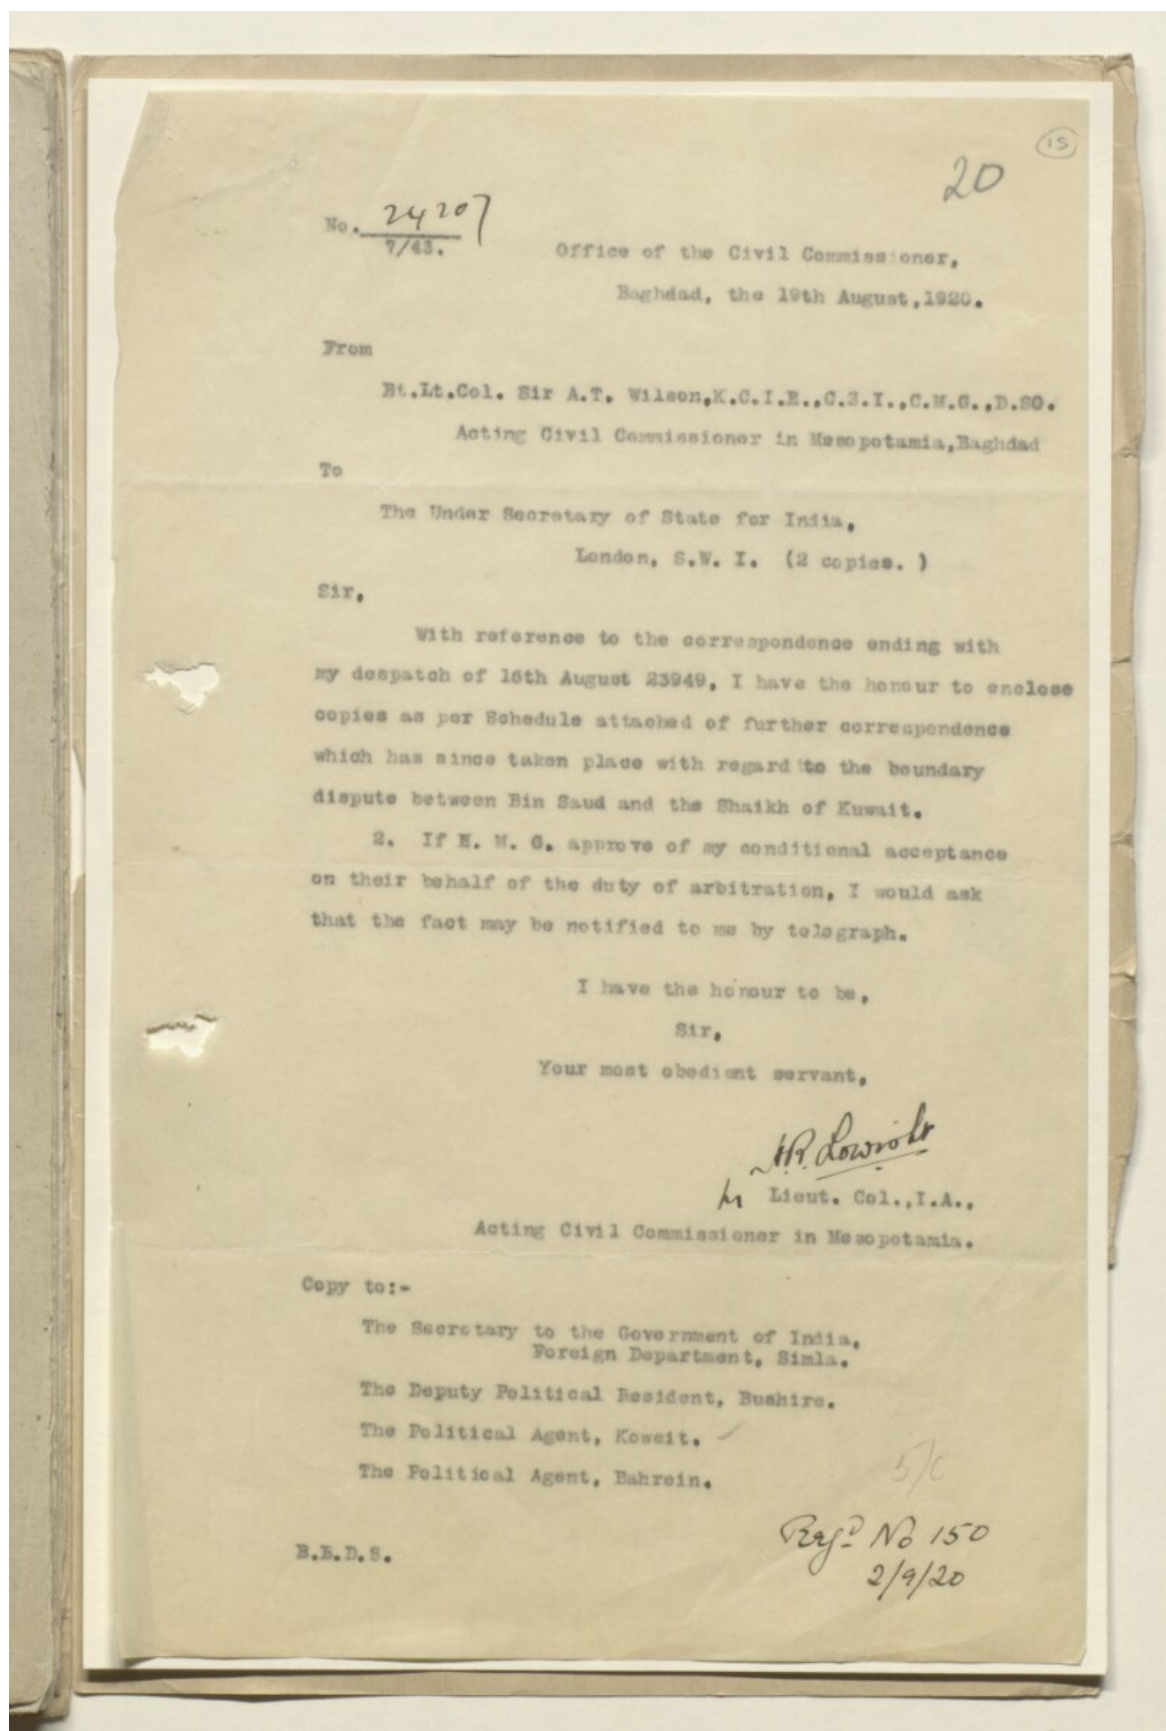 15
20
No. 24207
7/43.
Office of the Civil Commissioner,
Baghdad, the 19th August,1920.
From
Bt.Lt.Col. Sir A.T. Wilson,K.C.I.E.,C.S.I.,C.M.G.,D.SO.
Acting Civil Commissioner in Mesopotamia,Baghdad
To
The Under Secretary of State for India,
London, S.W. I. (2 copies. )
Sir,
With reference to the correspondence ending with
my despatch of 16th August 23949, I have the honour to enclose
copies as per Schedule attached of further correspondence
which has since taken place with regard to the boundary
dispute between Bin Saud and the Shaikh of Kuwait.
2. If H. M. G. approve of my conditional acceptance
on their behalf of the duty of arbitration, I would ask
that the fact may be notified to me by telegraph.
I have the honour to be,
Sir,
Your most obedient servant,
Lieut. Col.,I.A.,
Acting Civil Commissioner in Mesopotamia.
Copy to:-
The Secretary to the Government of India,
Foreign Department, Simla.
The Deputy Political Resident, Bushire.
The Political Agent, Koweit.
The Political Agent, Bahrein.
5/c
Regd No 150
2/9/20